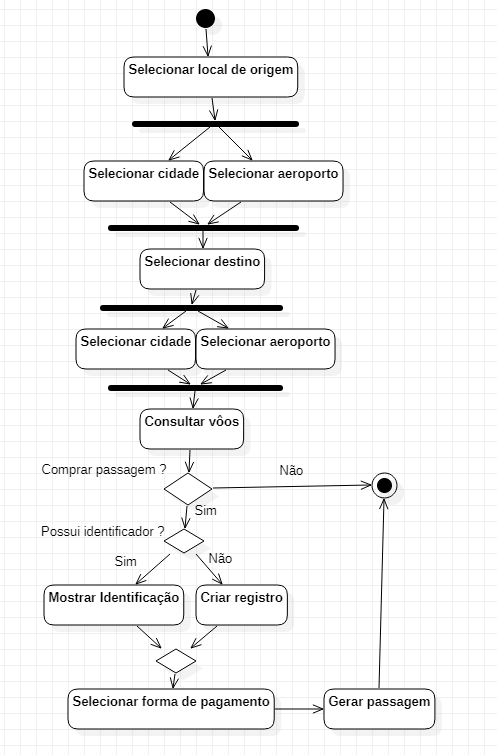 Selecionar local de origem
Selecionar cidade
Selecionar aeroporto
Selecionar destino
Selecionar cidade
Selecionar aeroporto
Consultar vôos
Comprar passagem ?
Não
Sim
Possui identificador ?
Sim
Não
Mostrar Identificação
Criar registro
Selecionar forma de pagamento
Gerar passagem